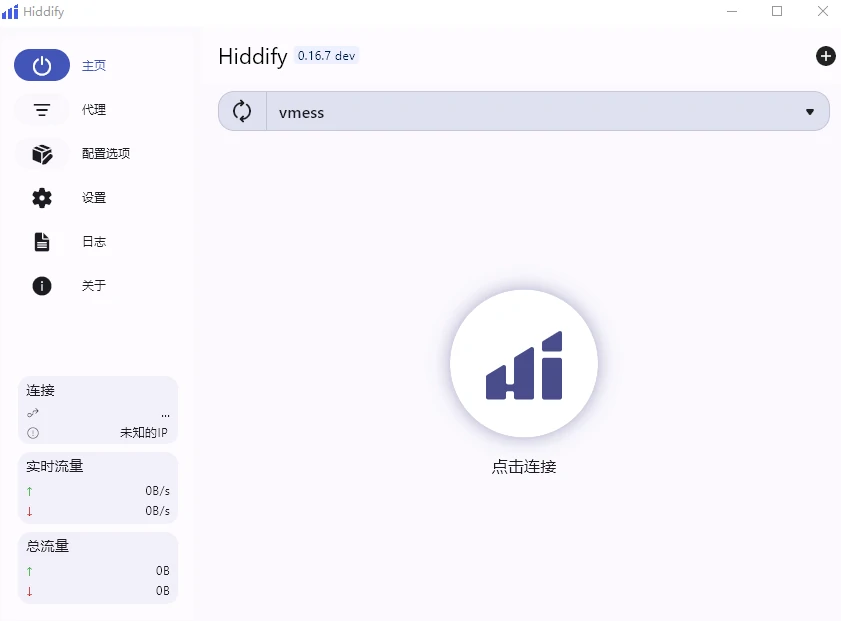 Hiddify
主页
代理
配置选项
设置
日志
关于
连接
...
未知的IP
实时流量
↑ 0B/s
↓ 0B/s
总流量
↑ 0B
↓ 0B
Hiddify 0.16.7 dev
vmess
点击连接